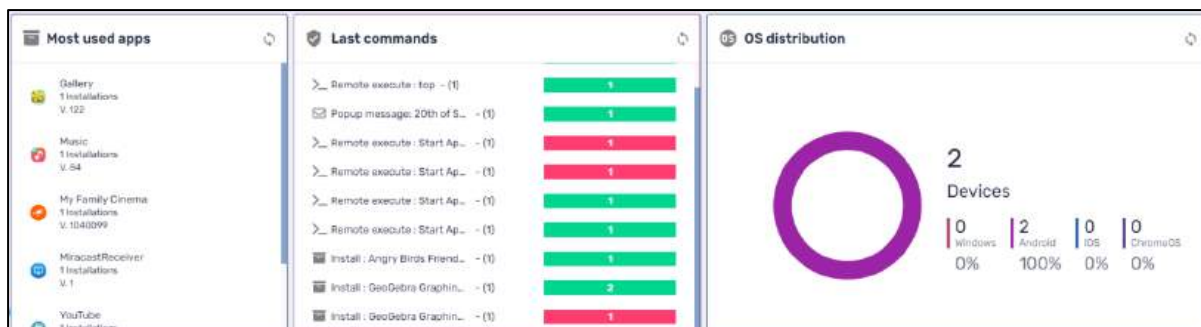 Most used apps
Gallery
1 Installations
V. 122
Music
1 Installations
V. 84
My Family Cinema
1 Installations
V. 1040099
MiracastReceiver
1 Installations
V. 1
YouTube
Last commands
>_ Remote execute : top - (1) 1
Popup message: 20th of S... - (1) 1
>_ Remote execute : Start Ap... - (1) 1
>_ Remote execute : Start Ap... - (1) 1
>_ Remote execute : Start Ap... - (1) 1
>_ Remote execute : Start Ap... - (1) 1
Install : Angry Birds Friend... - (1) 1
Install : GeoGebra Graphin... - (1) 2
Install : GeoGebra Graphin... - (1) 1
OS OS distribution
2
Devices
0 2 0 0
Windows Android IOS ChromeOS
0% 100% 0% 0%